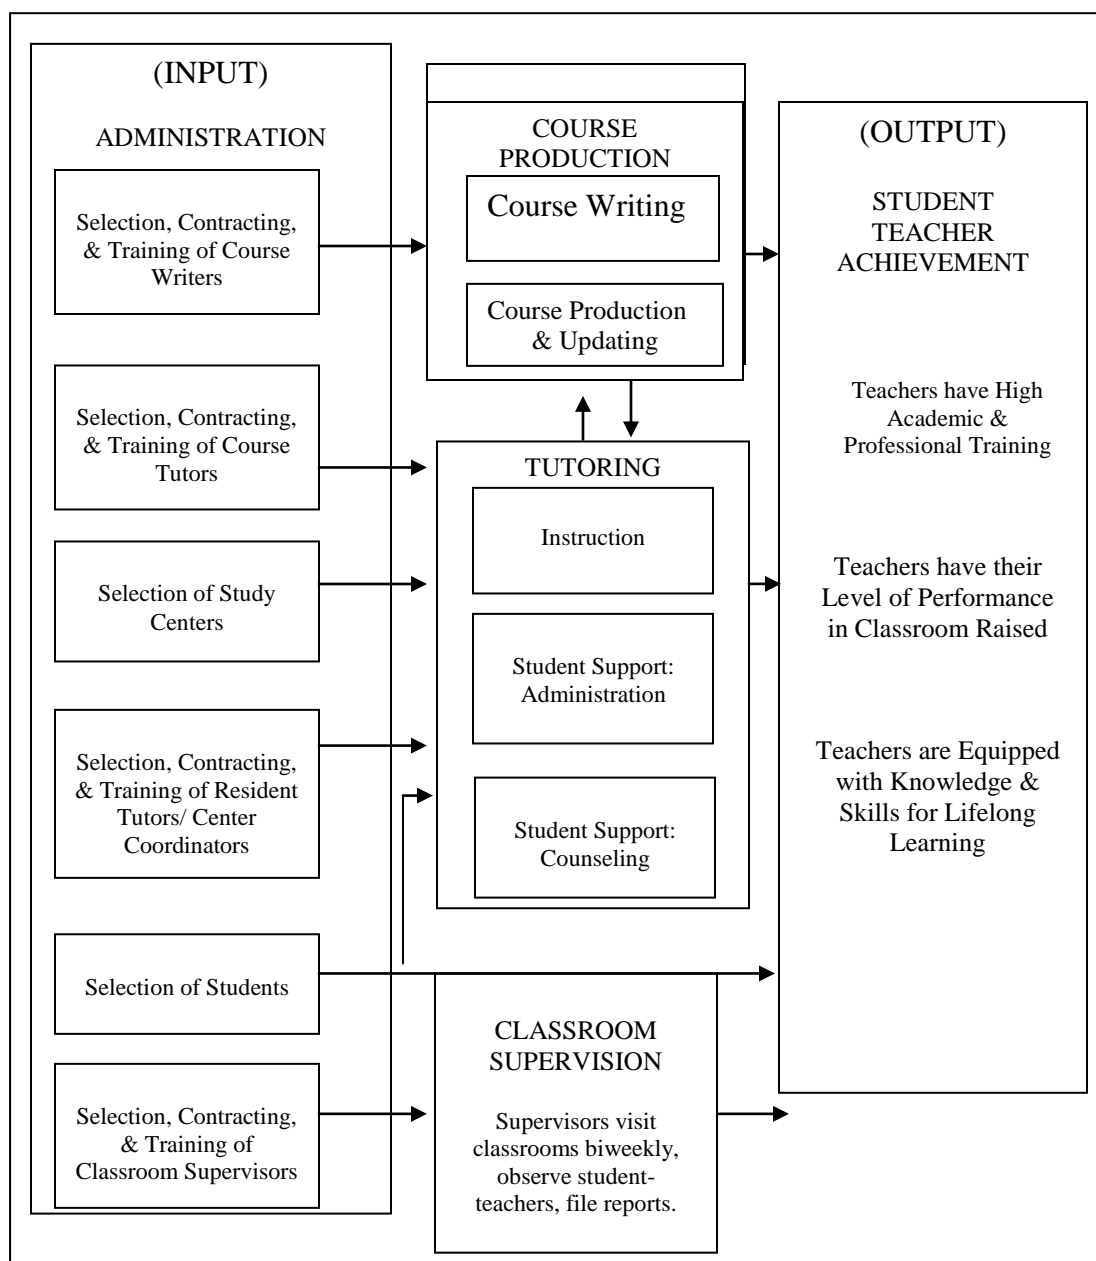 (INPUT)
ADMINISTRATION
Selection, Contracting,
& Training of Course
Writers
Selection, Contracting,
& Training of Course
Tutors
Selection of Study
Centers
Selection, Contracting,
& Training of Resident
Tutors/ Center
Coordinators
Selection of Students
Selection, Contracting,
& Training of
Classroom Supervisors
COURSE
PRODUCTION
Course Writing
Course Production
& Updating
TUTORING
Instruction
Student Support:
Administration
Student Support:
Counseling
CLASSROOM
SUPERVISION
Supervisors visit
classrooms biweekly,
observe student-
teachers, file reports.
(OUTPUT)
STUDENT
TEACHER
ACHIEVEMENT
Teachers have High
Academic &
Professional Training
Teachers have their
Level of Performance
in Classroom Raised
Teachers are Equipped
with Knowledge &
Skills for Lifelong
Learning